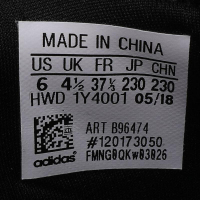 MADE IN CHINA
US UK FR JP CHN
6 4½ 37⅓ 230 230
HWD 1Y4001 05/18
ART B96474
#120173050
FMNG0QKw03026
adidas